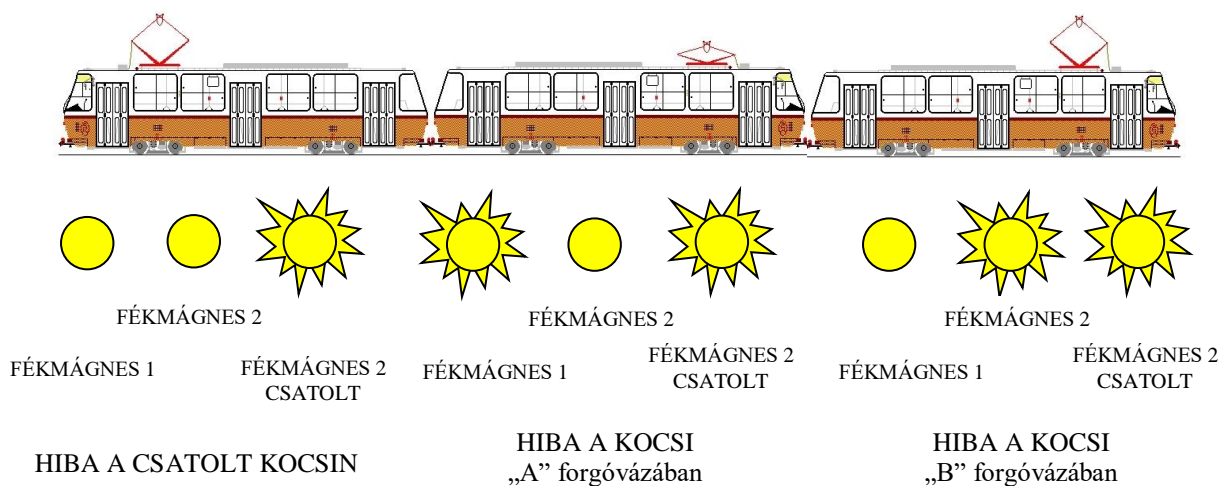 FÉKMÁGNES 2
FÉKMÁGNES 1
FÉKMÁGNES 2
CSATOLT
HIBA A CSATOLT KOCSIN
FÉKMÁGNES 2
FÉKMÁGNES 1
FÉKMÁGNES 2
CSATOLT
HIBA A KOCSI
„A” forgóvázában
FÉKMÁGNES 2
FÉKMÁGNES 1
FÉKMÁGNES 2
CSATOLT
HIBA A KOCSI
„B” forgóvázában